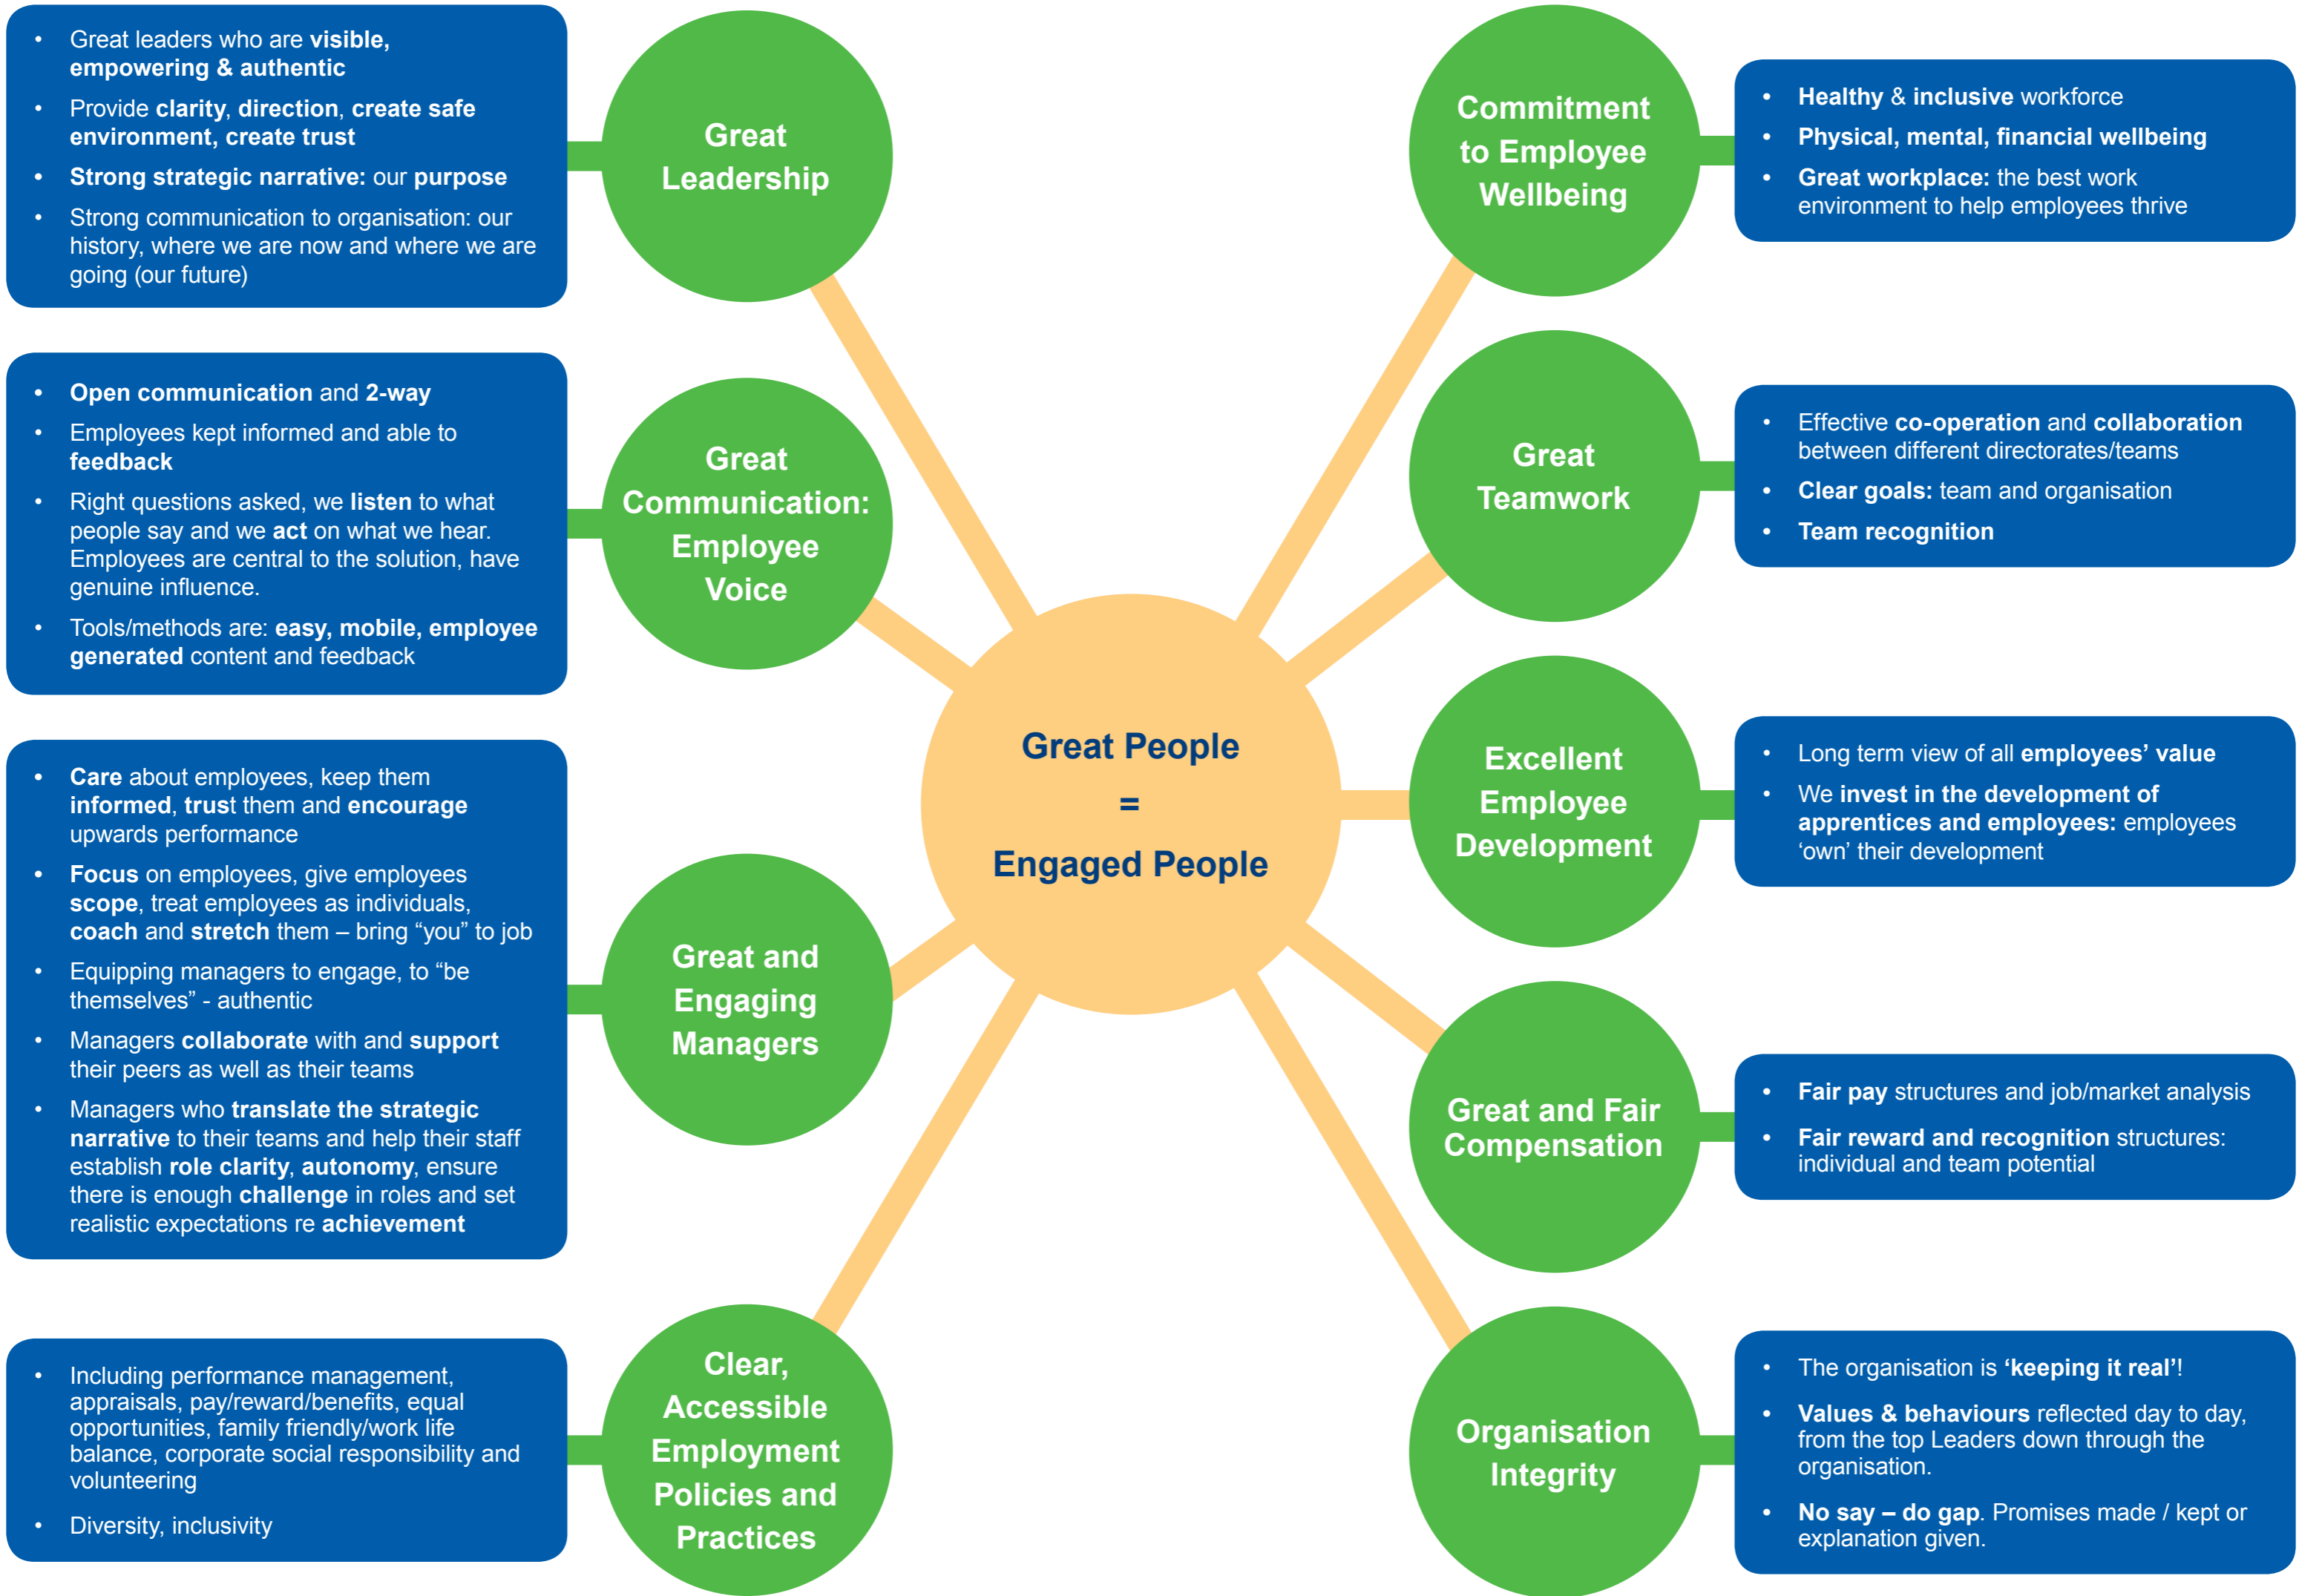 • Great leaders who are visible,
empowering & authentic
• Provide clarity, direction, create safe
environment, create trust
• Strong strategic narrative: our purpose
• Strong communication to organisation: our
history, where we are now and where we are
going (our future)
Great
Leadership
• Open communication and 2-way
• Employees kept informed and able to
feedback
• Right questions asked, we listen to what
people say and we act on what we hear.
Employees are central to the solution, have
genuine influence.
• Tools/methods are: easy, mobile, employee
generated content and feedback
Great
Communication:
Employee
Voice
• Care about employees, keep them
informed, trust them and encourage
upwards performance
• Focus on employees, give employees
scope, treat employees as individuals,
coach and stretch them – bring “you” to job
• Equipping managers to engage, to “be
themselves” - authentic
• Managers collaborate with and support
their peers as well as their teams
• Managers who translate the strategic
narrative to their teams and help their staff
establish role clarity, autonomy, ensure
there is enough challenge in roles and set
realistic expectations re achievement
Great and
Engaging
Managers
• Including performance management,
appraisals, pay/reward/benefits, equal
opportunities, family friendly/work life
balance, corporate social responsibility and
volunteering
• Diversity, inclusivity
Clear,
Accessible
Employment
Policies and
Practices
Great People
=
Engaged People
Commitment
to Employee
Wellbeing
• Healthy & inclusive workforce
• Physical, mental, financial wellbeing
• Great workplace: the best work
environment to help employees thrive
Great
Teamwork
• Effective co-operation and collaboration
between different directorates/teams
• Clear goals: team and organisation
• Team recognition
Excellent
Employee
Development
• Long term view of all employees’ value
• We invest in the development of
apprentices and employees: employees
‘own’ their development
Great and Fair
Compensation
• Fair pay structures and job/market analysis
• Fair reward and recognition structures:
individual and team potential
Organisation
Integrity
• The organisation is ‘keeping it real’!
• Values & behaviours reflected day to day,
from the top Leaders down through the
organisation.
• No say – do gap. Promises made / kept or
explanation given.